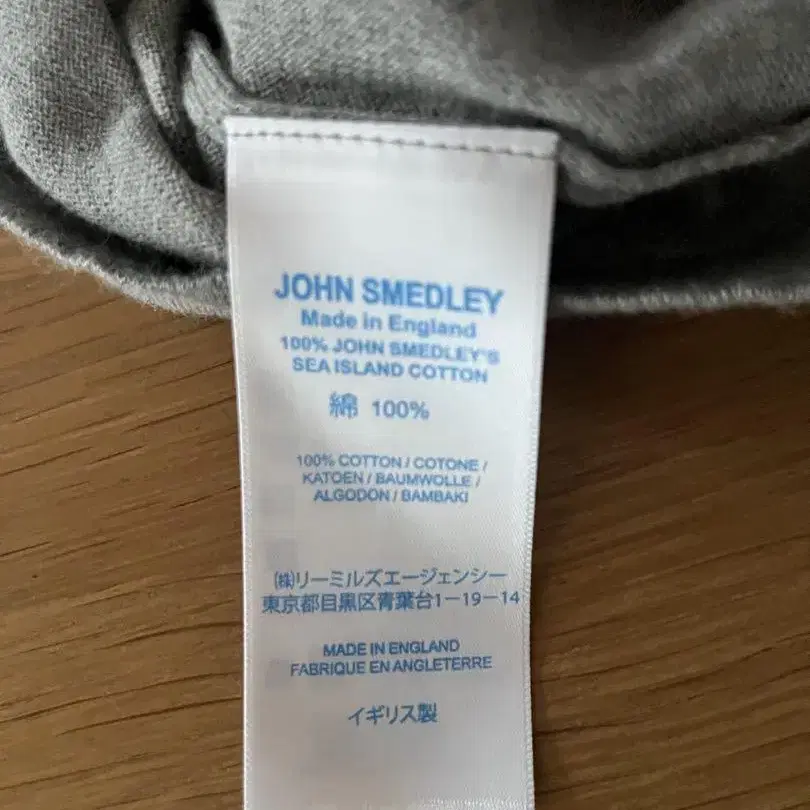 JOHN SMEDLEY
Made in England
100% JOHN SMEDLEY'S
SEA ISLAND COTTON
綿 100%
100% COTTON / COTONE /
KATOEN / BAUMWOLLE /
ALGODON / BAMBAKI
㈱リーミルズエージェンシー
東京都目黒区青葉台1-19-14
MADE IN ENGLAND
FABRIQUE EN ANGLETERRE
イギリス製